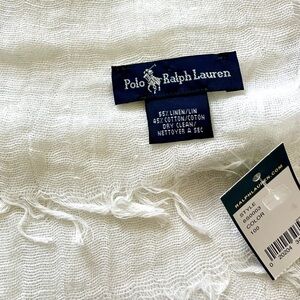 Polo Ralph Lauren
55% LINEN/LIN
45% COTTON/COTON
DRY CLEAN/
NETTOYER A SEC
RALPHLAUREN.COM
STYLE
COLOR
100